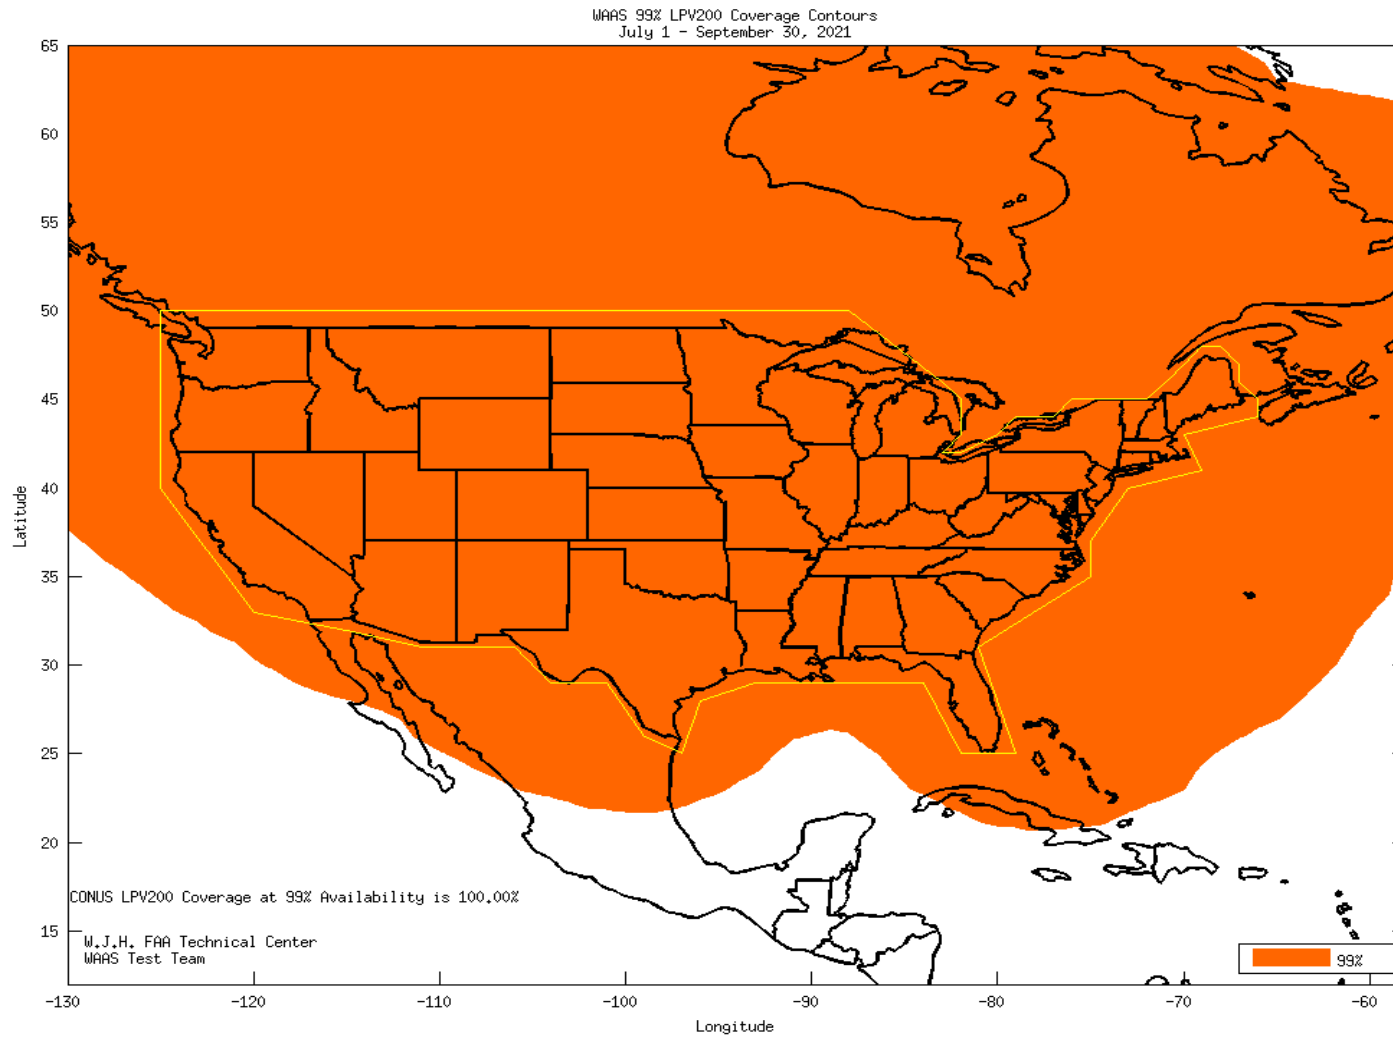 WAAS 99% LPV200 Coverage Contours
July 1 - September 30, 2021
65
60
55
50
45
40
35
30
25
20
15
Latitude
CONUS LPV200 Coverage at 99% Availability is 100.00%
W.J.H. FAA Technical Center
WAAS Test Team
99%
-130 -120 -110 -100 -90 -80 -70 -60
Longitude